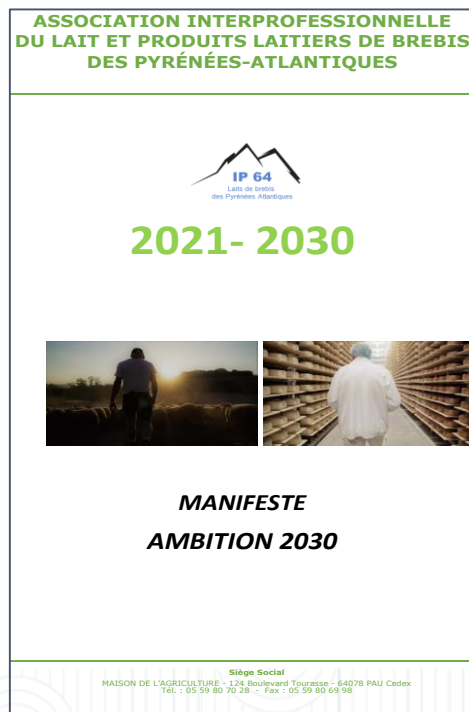 ASSOCIATION INTERPROFESSIONNELLE
DU LAIT ET PRODUITS LAITIERS DE BREBIS
DES PYRÉNÉES-ATLANTIQUES
IP 64
Laits de brebis
des Pyrénées Atlantiques
2021- 2030
MANIFESTE
AMBITION 2030
Siège Social
MAISON DE L'AGRICULTURE - 124 Boulevard Tourasse - 64078 PAU Cedex
Tél. : 05 59 80 70 28 - Fax : 05 59 80 69 98